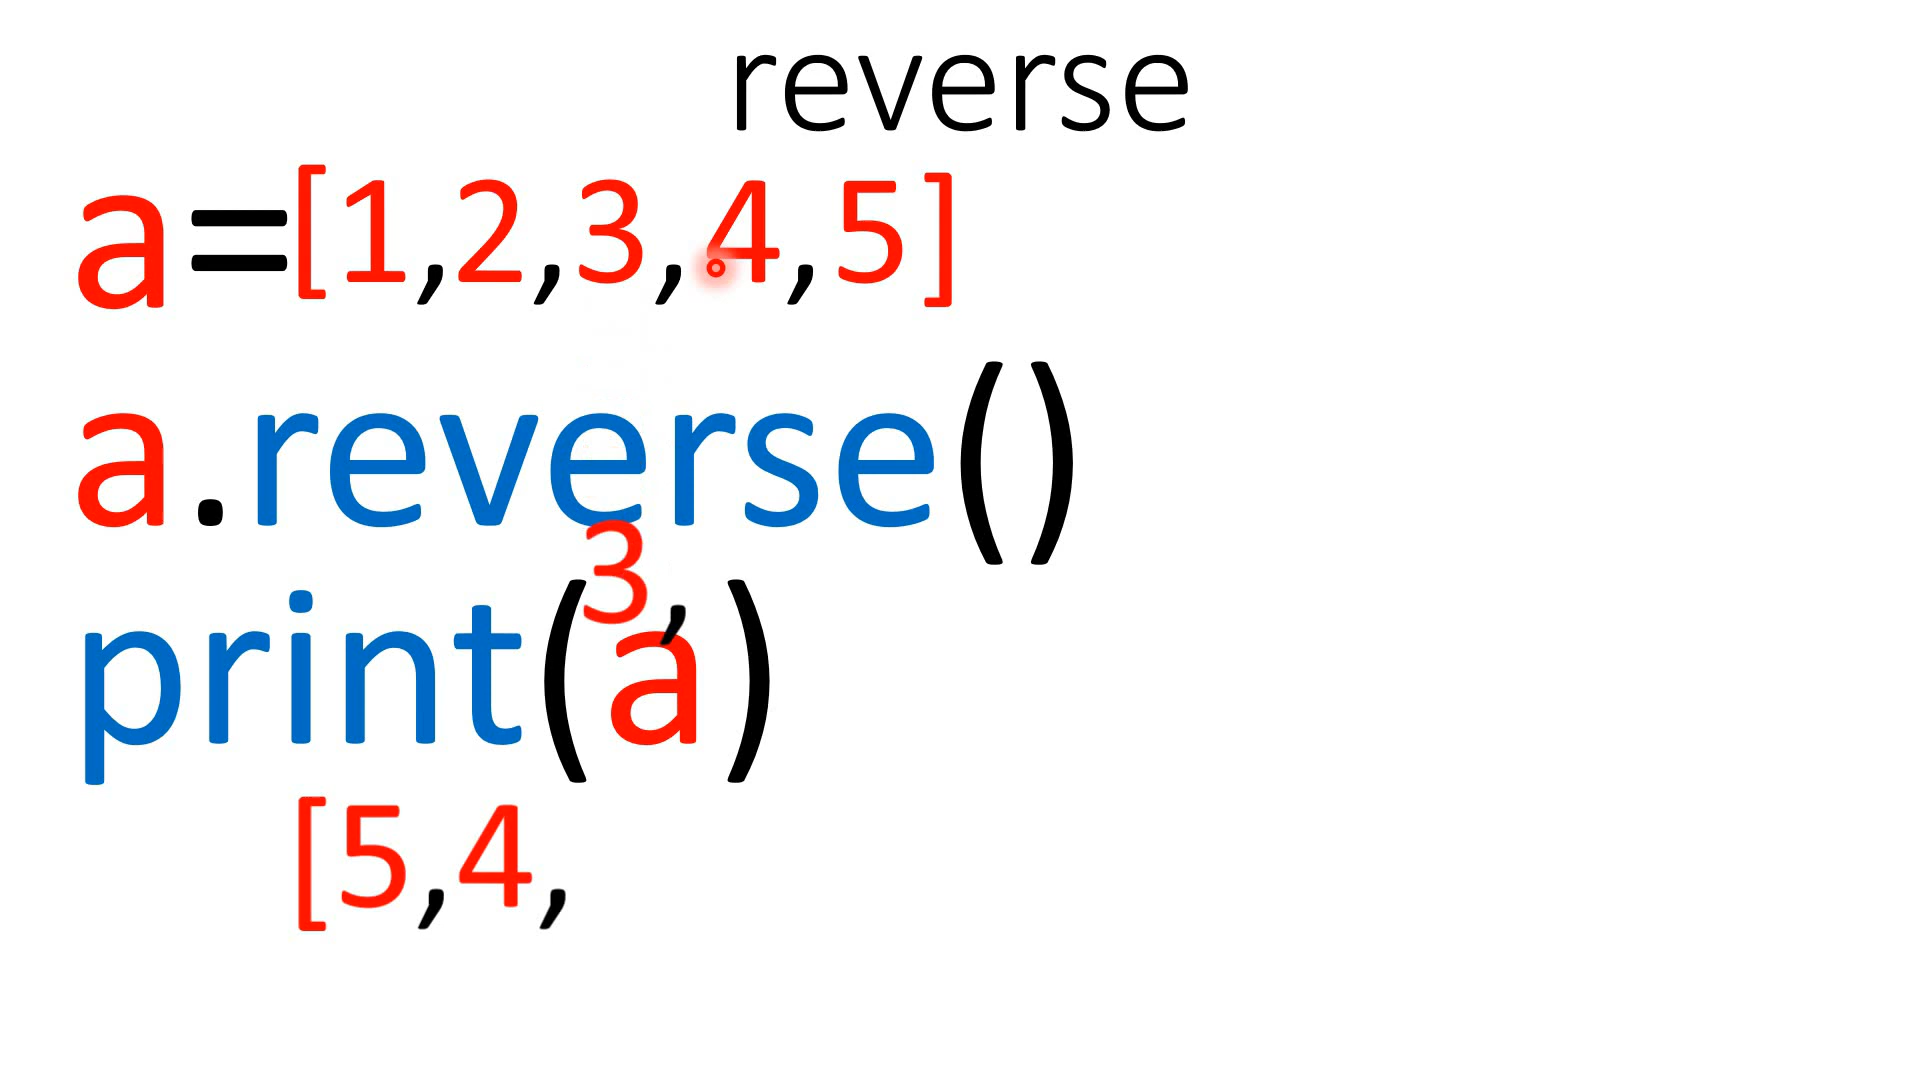 reverse
a=[1,2,3,4,5]
a.reverse()
3,
print(a)
[5,4,